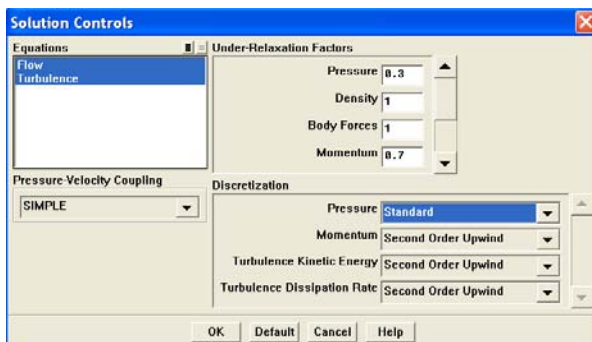 Solution Controls
Equations
Flow
Turbulence
Under-Relaxation Factors
Pressure 0.3
Density 1
Body Forces 1
Momentum 0.7
Pressure-Velocity Coupling
SIMPLE
Discretization
Pressure Standard
Momentum Second Order Upwind
Turbulence Kinetic Energy Second Order Upwind
Turbulence Dissipation Rate Second Order Upwind
OK Default Cancel Help